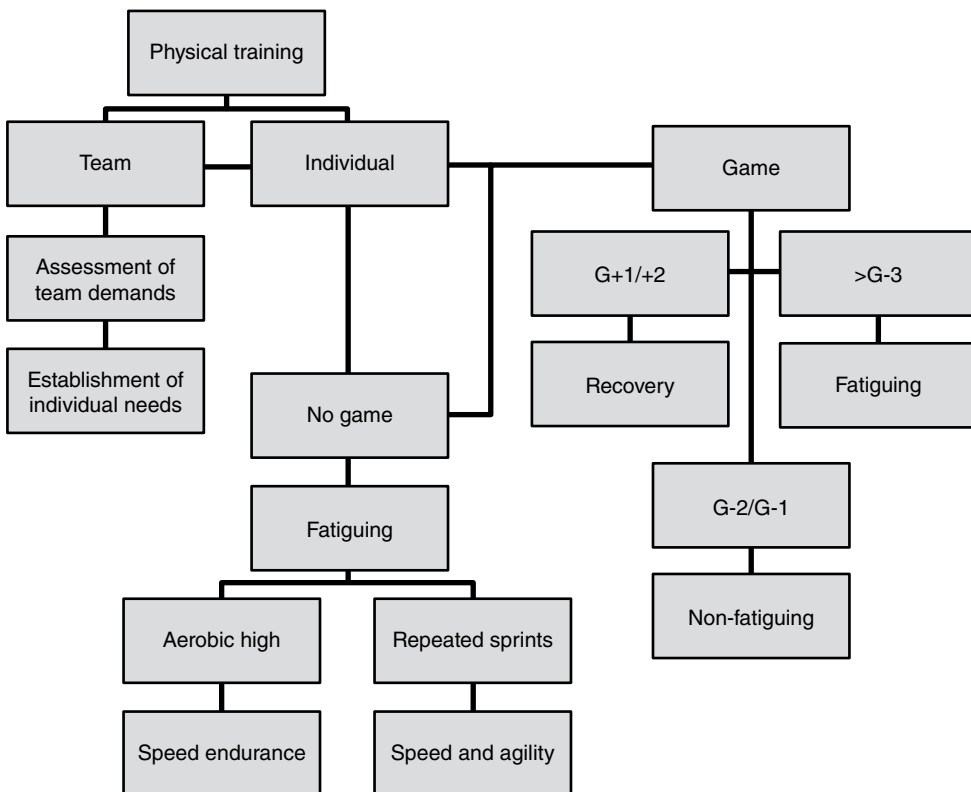 Physical training
Team
Individual
Game
Assessment of
team demands
G+1/+2
>G-3
Establishment of
individual needs
Recovery
Fatiguing
No game
G-2/G-1
Fatiguing
Non-fatiguing
Aerobic high
Repeated sprints
Speed endurance
Speed and agility